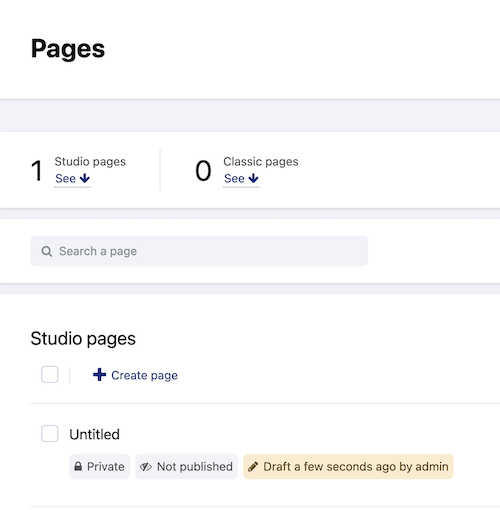 Pages
1 Studio pages 0 Classic pages
See See
Search a page
Studio pages
Create page
Untitled
Private Not published Draft a few seconds ago by admin